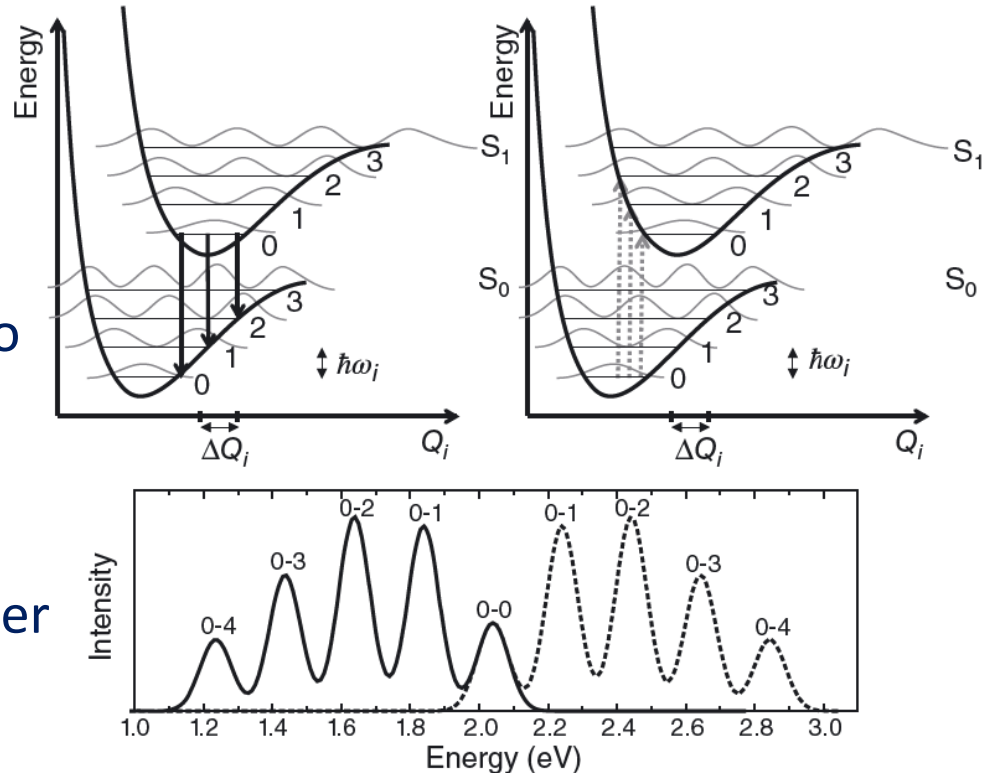 Energy
S₁
3
2
1
0
S₀
3
2
1
0
ħωᵢ
ΔQᵢ
Qᵢ
Energy
S₁
3
2
1
0
S₀
3
2
1
0
ħωᵢ
ΔQᵢ
Qᵢ
o
er
Intensity
0-4
0-3
0-2
0-1
0-0
0-1
0-2
0-3
0-4
1.0 1.2 1.4 1.6 1.8 2.0 2.2 2.4 2.6 2.8 3.0
Energy (eV)